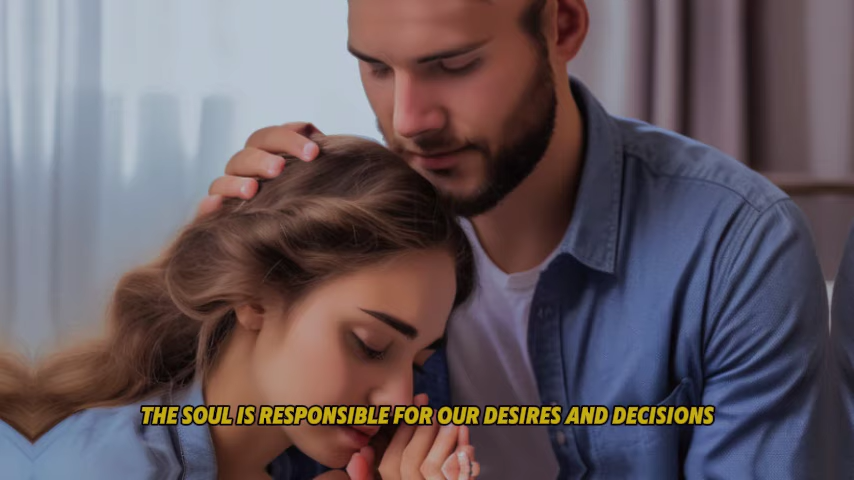 THE SOUL IS RESPONSIBLE FOR OUR DESIRES AND DECISIONS